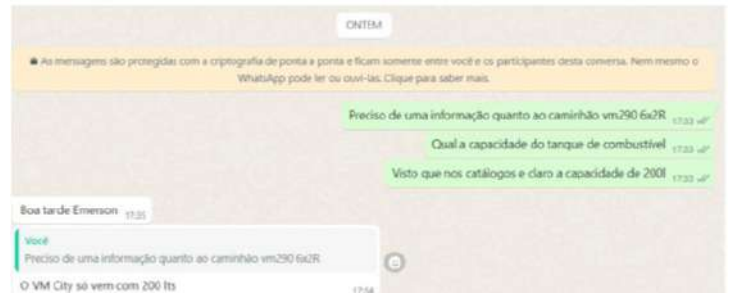 ONTEM
As mensagens são protegidas com a criptografia de ponta a ponta e ficam somente entre você e os participantes desta conversa. Nem mesmo o
WhatsApp pode ler ou ouvi-las. Clique para saber mais.
Preciso de uma informação quanto ao caminhão vm290 6x2R 17:33
Qual a capacidade do tanque de combustível 17:33
Visto que nos catálogos e claro a capacidade de 200l 17:33
Boa tarde Emerson 17:35
Você
Preciso de uma informação quanto ao caminhão vm290 6x2R
O VM City só vem com 200 lts 17:54